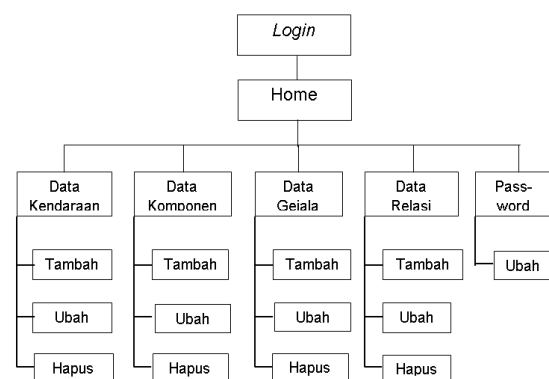 Login
Home
Data
Kendaraan
Data
Komponen
Data
Gejala
Data
Relasi
Pass-
word
Tambah
Tambah
Tambah
Tambah
Ubah
Ubah
Ubah
Ubah
Ubah
Hapus
Hapus
Hapus
Hapus